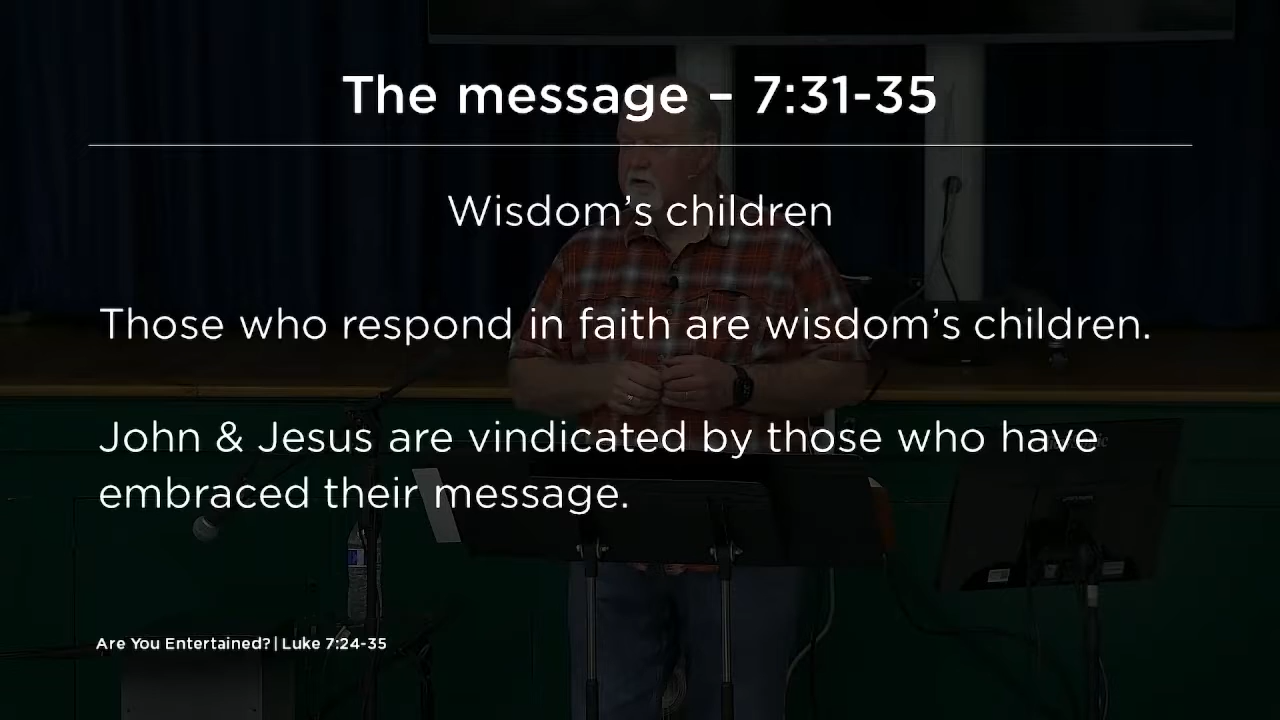 The message – 7:31-35
Wisdom’s children
Those who respond in faith are wisdom’s children.
John & Jesus are vindicated by those who have
embraced their message.
Are You Entertained? | Luke 7:24-35